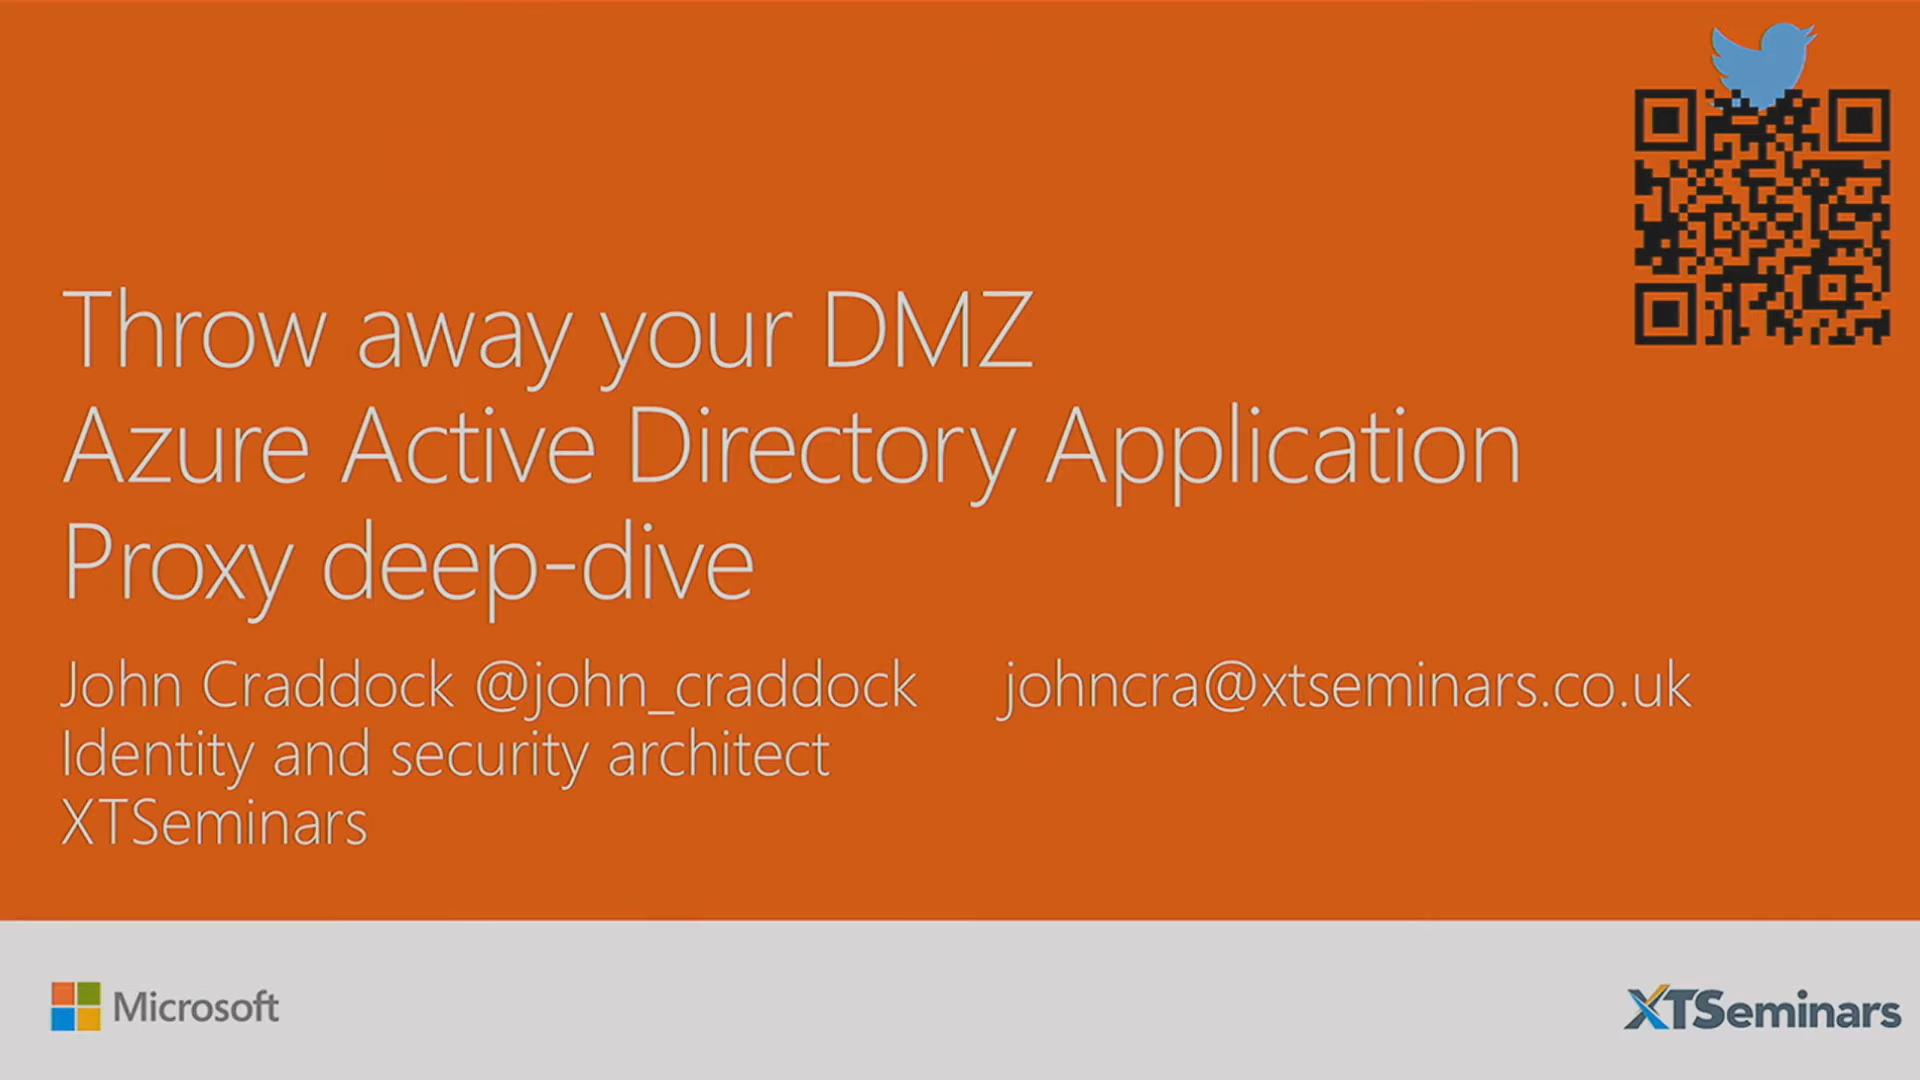 Throw away your DMZ
Azure Active Directory Application
Proxy deep-dive
John Craddock @john_craddock johncra@xtseminars.co.uk
Identity and security architect
XTSeminars
Microsoft
XTSeminars